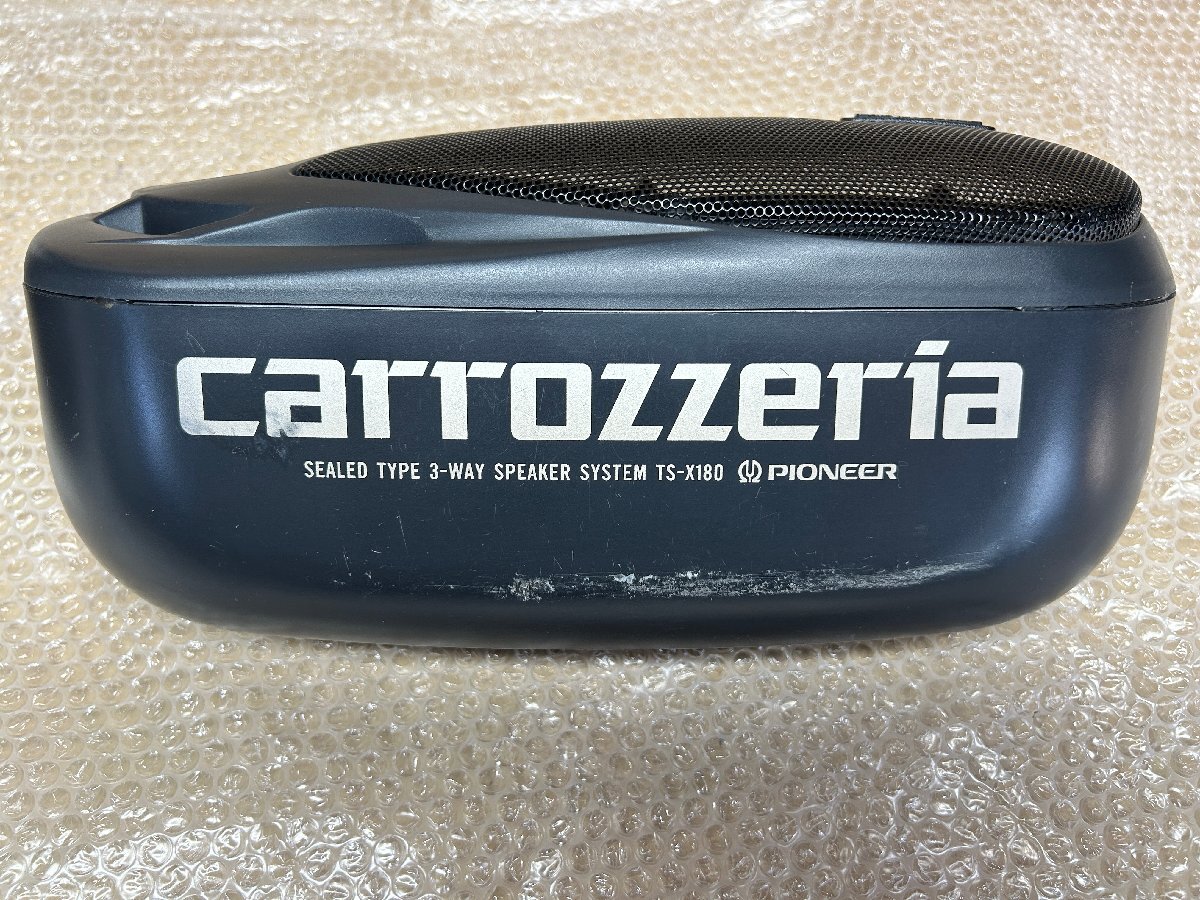 carrozzeria
SEALED TYPE 3-WAY SPEAKER SYSTEM TS-X180 PIONEER